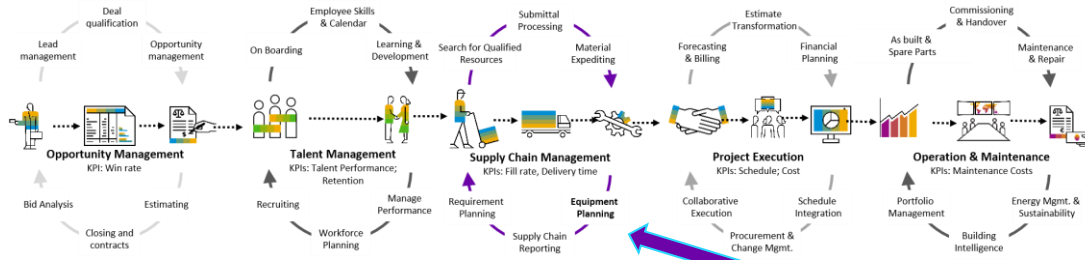 Deal
qualification
Lead
management
Opportunity
management
Opportunity Management
KPI: Win rate
Bid Analysis
Estimating
Closing and
contracts
Employee Skills
& Calendar
On Boarding
Learning &
Development
Talent Management
KPIs: Talent Performance;
Retention
Recruiting
Manage
Performance
Workforce
Planning
Submittal
Processing
Search for Qualified
Resources
Material
Expediting
Supply Chain Management
KPIs: Fill rate, Delivery time
Requirement
Planning
Equipment
Planning
Supply Chain
Reporting
Estimate
Transformation
Forecasting
& Billing
Financial
Planning
Project Execution
KPIs: Schedule; Cost
Collaborative
Execution
Schedule
Integration
Procurement &
Change Mgmt.
Commissioning
& Handover
As built &
Spare Parts
Maintenance
& Repair
Operation & Maintenance
KPIs: Maintenance Costs
Portfolio
Management
Energy Mgmt. &
Sustainability
Building
Intelligence